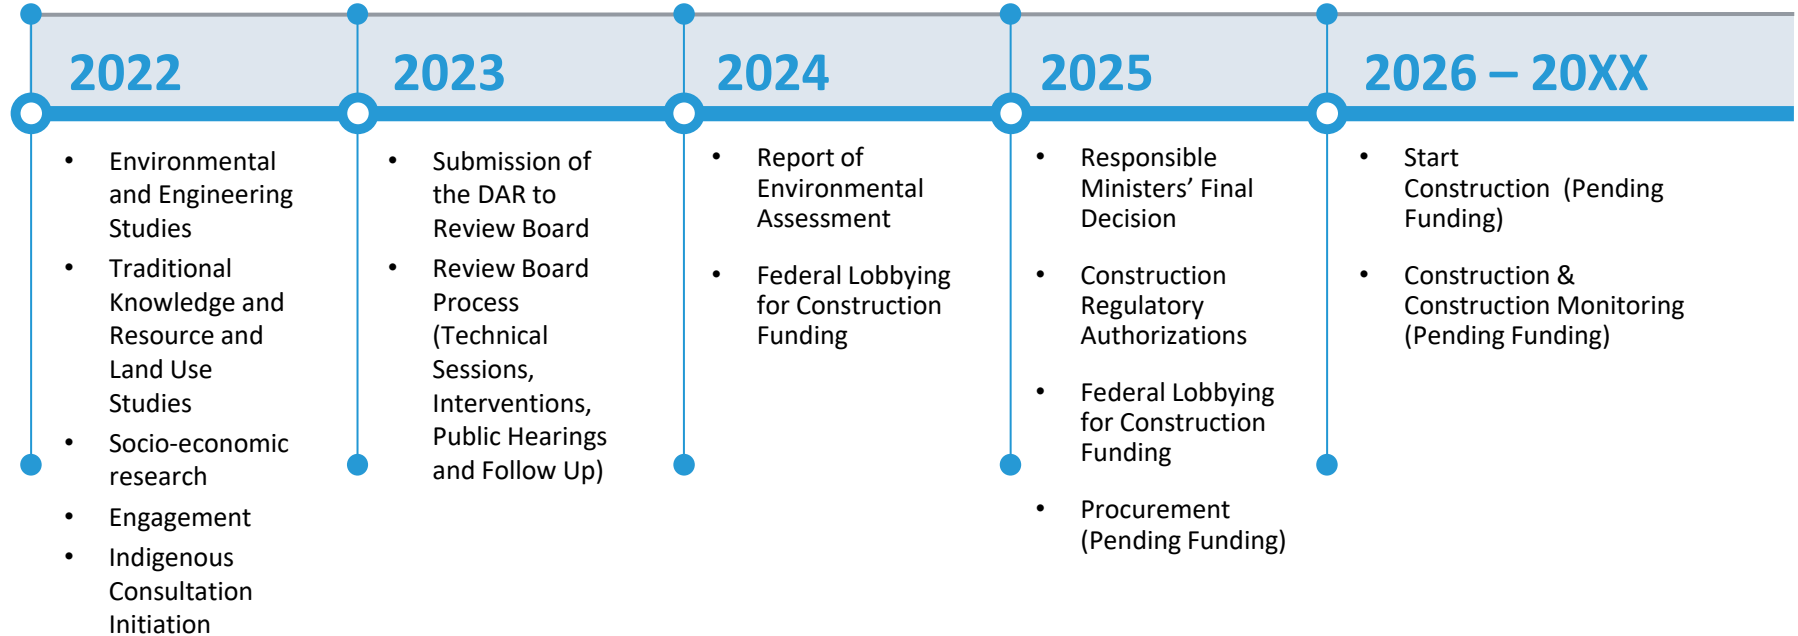 2022
• Environmental
and Engineering
Studies
• Traditional
Knowledge and
Resource and
Land Use
Studies
• Socio-economic
research
• Engagement
• Indigenous
Consultation
Initiation
2023
• Submission of
the DAR to
Review Board
• Review Board
Process
(Technical
Sessions,
Interventions,
Public Hearings
and Follow Up)
2024
• Report of
Environmental
Assessment
• Federal Lobbying
for Construction
Funding
2025
• Responsible
Ministers’ Final
Decision
• Construction
Regulatory
Authorizations
• Federal Lobbying
for Construction
Funding
• Procurement
(Pending Funding)
2026 – 20XX
• Start
Construction (Pending
Funding)
• Construction &
Construction Monitoring
(Pending Funding)